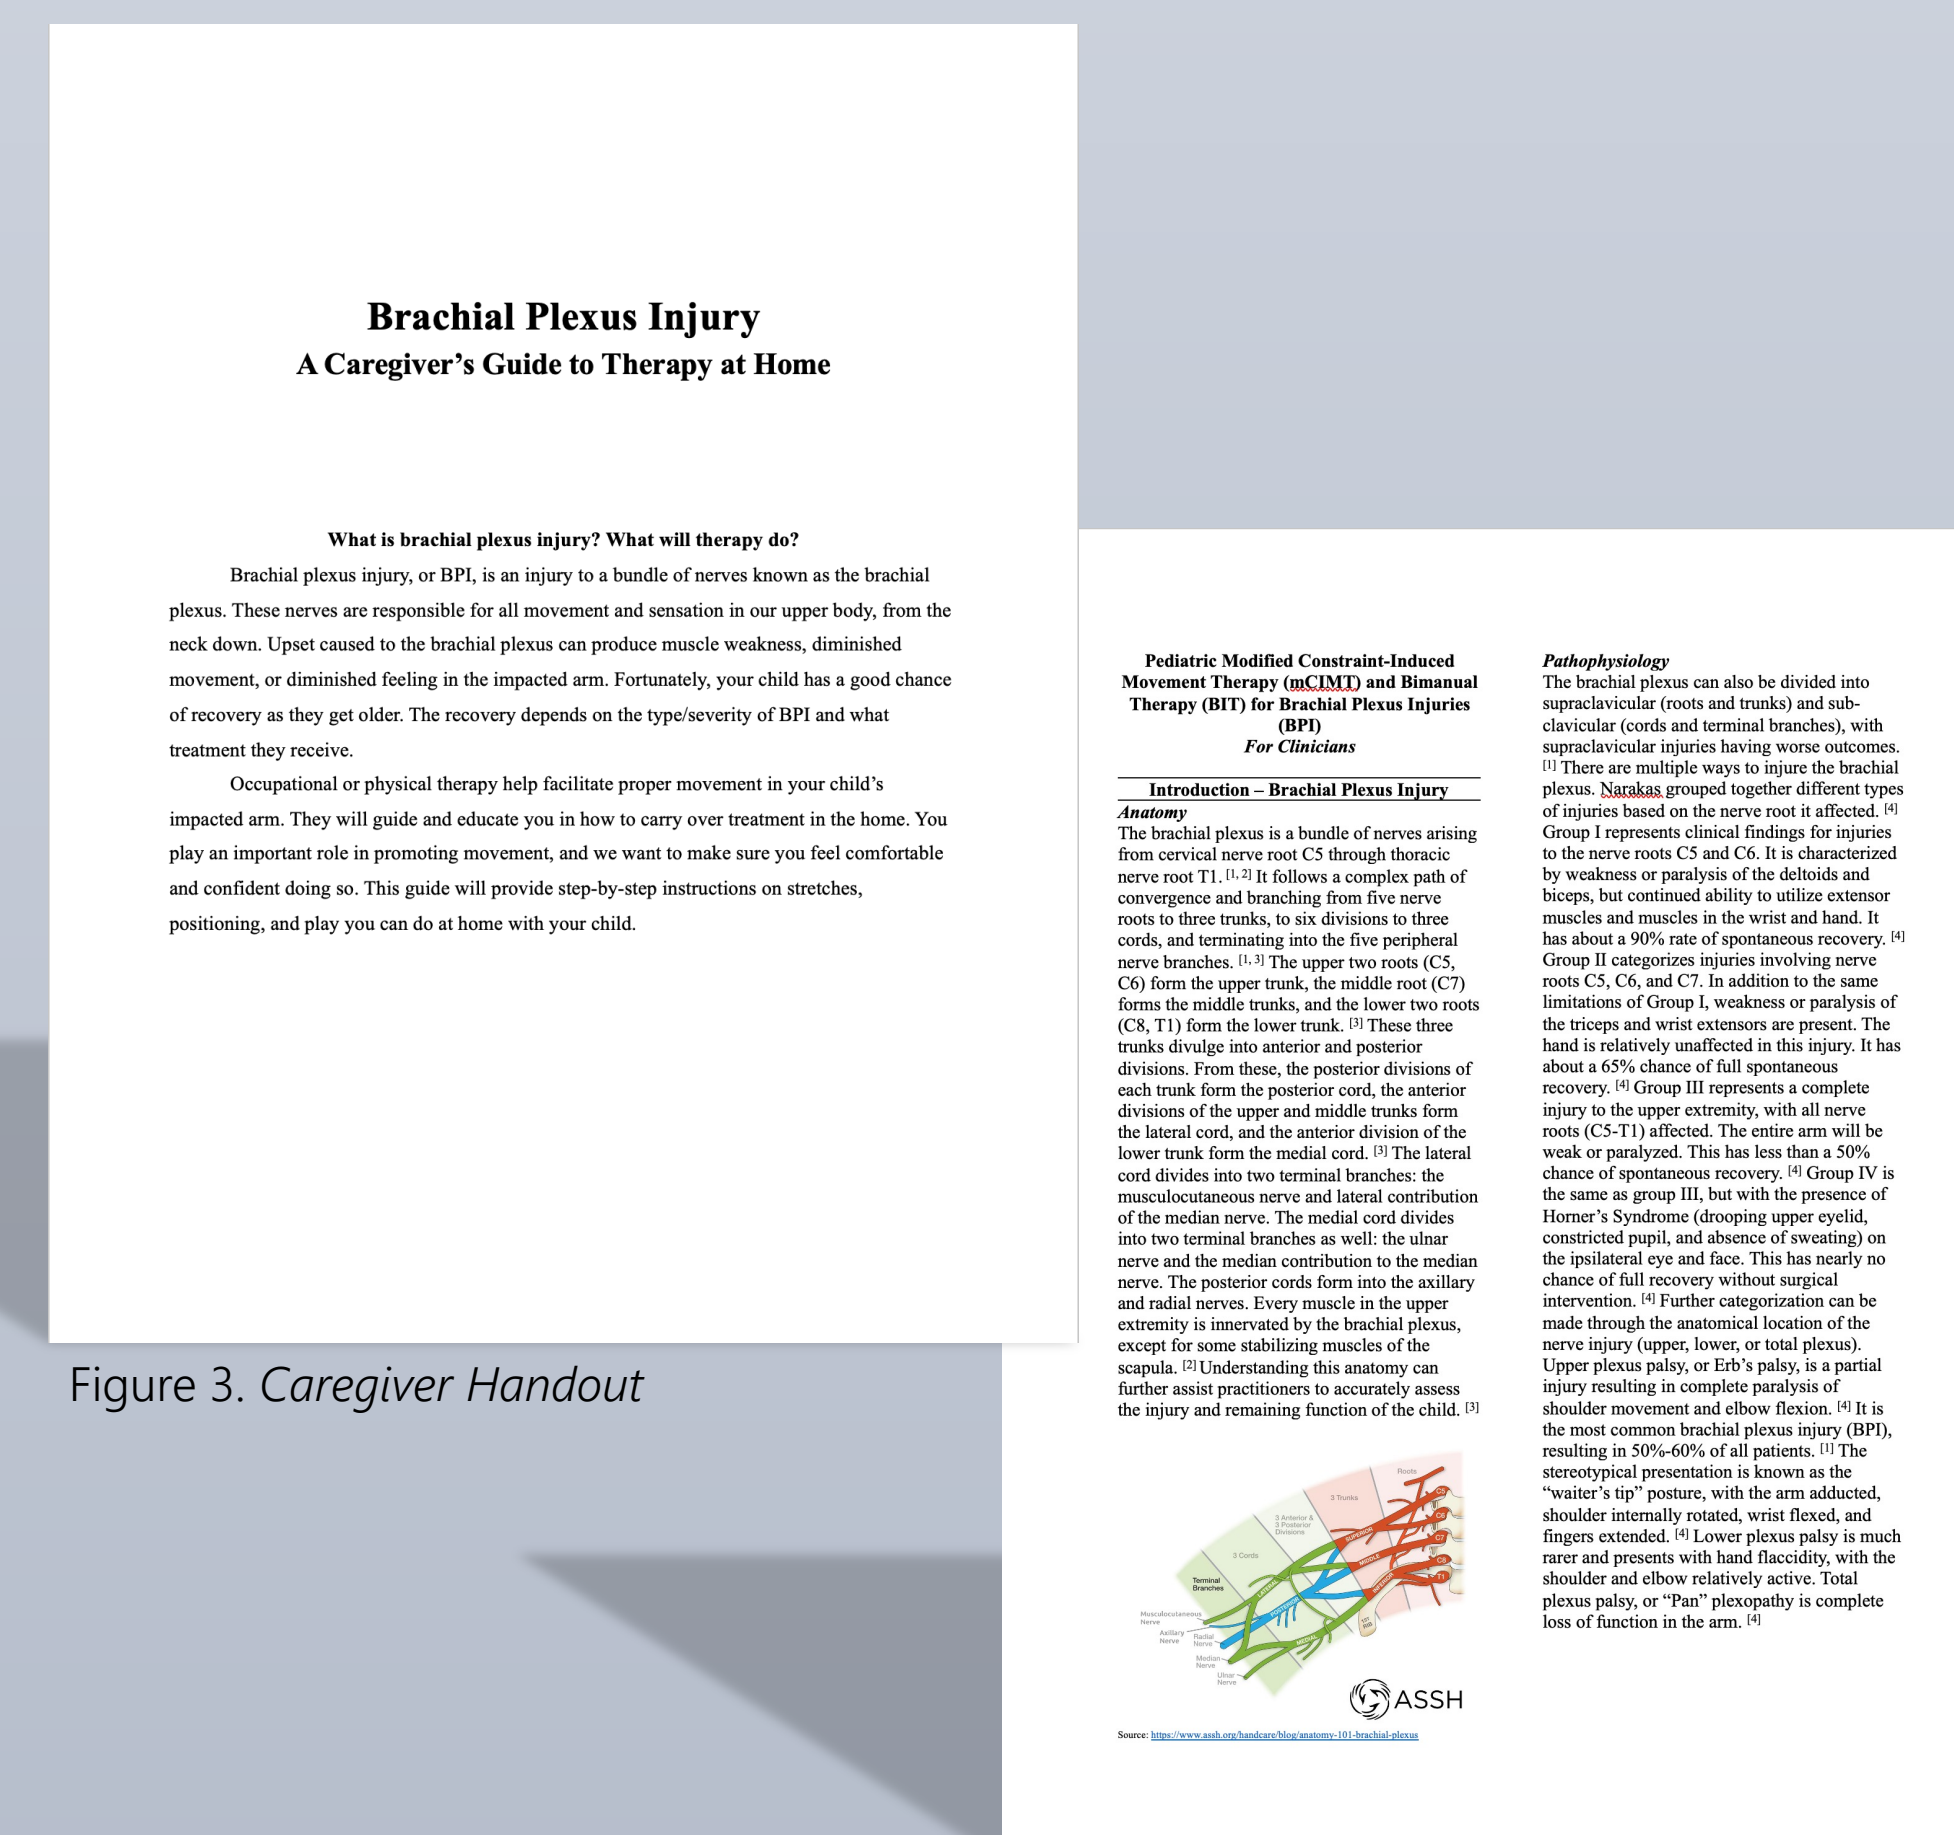 Brachial Plexus Injury
A Caregiver’s Guide to Therapy at Home
What is brachial plexus injury? What will therapy do?
Brachial plexus injury, or BPI, is an injury to a bundle of nerves known as the brachial
plexus. These nerves are responsible for all movement and sensation in our upper body, from the
neck down. Upset caused to the brachial plexus can produce muscle weakness, diminished
movement, or diminished feeling in the impacted arm. Fortunately, your child has a good chance
of recovery as they get older. The recovery depends on the type/severity of BPI and what
treatment they receive.
Occupational or physical therapy help facilitate proper movement in your child’s
impacted arm. They will guide and educate you in how to carry over treatment in the home. You
play an important role in promoting movement, and we want to make sure you feel comfortable
and confident doing so. This guide will provide step-by-step instructions on stretches,
positioning, and play you can do at home with your child.
Figure 3. Caregiver Handout
Pediatric Modified Constraint-Induced
Movement Therapy (mCIMT) and Bimanual
Therapy (BIT) for Brachial Plexus Injuries
(BPI)
For Clinicians
Introduction – Brachial Plexus Injury
Anatomy
The brachial plexus is a bundle of nerves arising
from cervical nerve root C5 through thoracic
nerve root T1. [1, 2] It follows a complex path of
convergence and branching from five nerve
roots to three trunks, to six divisions to three
cords, and terminating into the five peripheral
nerve branches. [1, 3] The upper two roots (C5,
C6) form the upper trunk, the middle root (C7)
forms the middle trunks, and the lower two roots
(C8, T1) form the lower trunk. [3] These three
trunks divulge into anterior and posterior
divisions. From these, the posterior divisions of
each trunk form the posterior cord, the anterior
divisions of the upper and middle trunks form
the lateral cord, and the anterior division of the
lower trunk form the medial cord. [3] The lateral
cord divides into two terminal branches: the
musculocutaneous nerve and lateral contribution
of the median nerve. The medial cord divides
into two terminal branches as well: the ulnar
nerve and the median contribution to the median
nerve. The posterior cords form into the axillary
and radial nerves. Every muscle in the upper
extremity is innervated by the brachial plexus,
except for some stabilizing muscles of the
scapula. [2] Understanding this anatomy can
further assist practitioners to accurately assess
the injury and remaining function of the child. [3]
Roots
3 Trunks
3 Anterior &
3 Posterior
Divisions
3 Cords
Terminal
Branches
C5
C6
C7
C8
T1
SUPERIOR
MIDDLE
INFERIOR
LATERAL
POSTERIOR
MEDIAL
1ST
RIB
Musculocutaneous
Nerve
Axillary
Nerve
Radial
Nerve
Median
Nerve
Ulnar
Nerve
ASSH
Source: https://www.assh.org/handcare/blog/anatomy-101-brachial-plexus
Pathophysiology
The brachial plexus can also be divided into
supraclavicular (roots and trunks) and sub-
clavicular (cords and terminal branches), with
supraclavicular injuries having worse outcomes.
[1] There are multiple ways to injure the brachial
plexus. Narakas grouped together different types
of injuries based on the nerve root it affected. [4]
Group I represents clinical findings for injuries
to the nerve roots C5 and C6. It is characterized
by weakness or paralysis of the deltoids and
biceps, but continued ability to utilize extensor
muscles and muscles in the wrist and hand. It
has about a 90% rate of spontaneous recovery. [4]
Group II categorizes injuries involving nerve
roots C5, C6, and C7. In addition to the same
limitations of Group I, weakness or paralysis of
the triceps and wrist extensors are present. The
hand is relatively unaffected in this injury. It has
about a 65% chance of full spontaneous
recovery. [4] Group III represents a complete
injury to the upper extremity, with all nerve
roots (C5-T1) affected. The entire arm will be
weak or paralyzed. This has less than a 50%
chance of spontaneous recovery. [4] Group IV is
the same as group III, but with the presence of
Horner’s Syndrome (drooping upper eyelid,
constricted pupil, and absence of sweating) on
the ipsilateral eye and face. This has nearly no
chance of full recovery without surgical
intervention. [4] Further categorization can be
made through the anatomical location of the
nerve injury (upper, lower, or total plexus).
Upper plexus palsy, or Erb’s palsy, is a partial
injury resulting in complete paralysis of
shoulder movement and elbow flexion. [4] It is
the most common brachial plexus injury (BPI),
resulting in 50%-60% of all patients. [1] The
stereotypical presentation is known as the
“waiter’s tip” posture, with the arm adducted,
shoulder internally rotated, wrist flexed, and
fingers extended. [4] Lower plexus palsy is much
rarer and presents with hand flaccidity, with the
shoulder and elbow relatively active. Total
plexus palsy, or “Pan” plexopathy is complete
loss of function in the arm. [4]